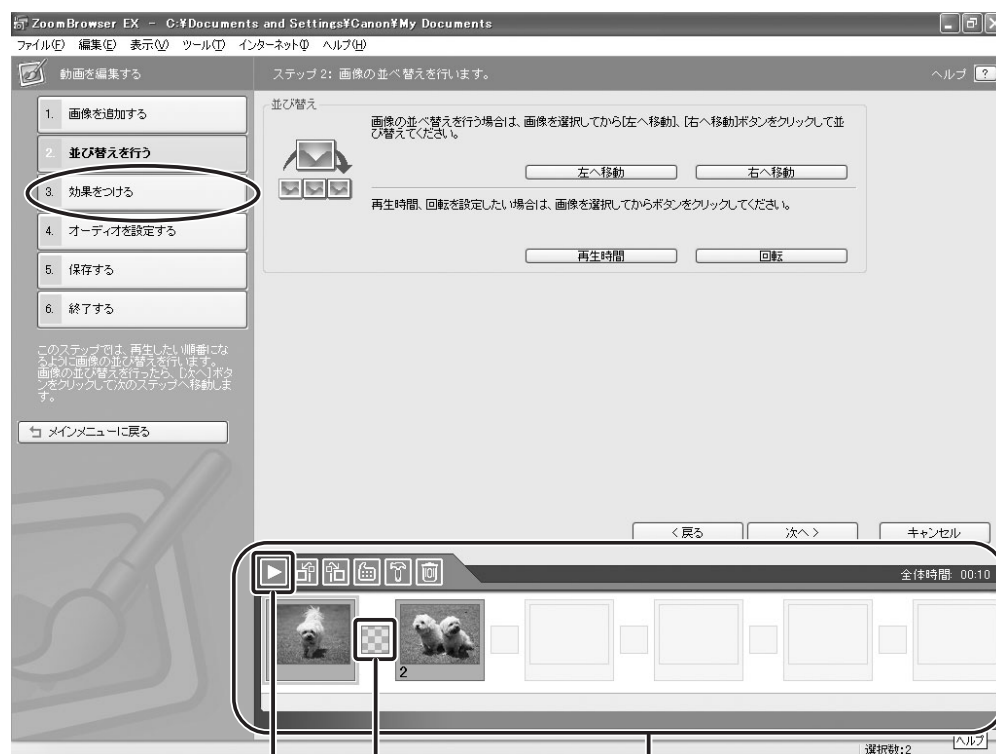 ZoomBrowser EX - C:¥Documents and Settings¥Canon¥My Documents
ファイル(F) 編集(E) 表示(V) ツール(T) インターネット(I) ヘルプ(H)
動画を編集する
ステップ 2: 画像の並べ替えを行います。
ヘルプ ?
1. 画像を追加する
2. 並び替えを行う
3. 効果をつける
4. オーディオを設定する
5. 保存する
6. 終了する
このステップでは、再生したい順番にな
るように画像の並び替えを行います。
画像の並び替えを行ったら、[次へ]ボタ
ンをクリックして次のステップへ移動しま
す。
メインメニューに戻る
並び替え
画像の並べ替えを行う場合は、画像を選択してから[左へ移動]、[右へ移動]ボタンをクリックして並
び替えてください。
左へ移動
右へ移動
再生時間、回転を設定したい場合は、画像を選択してからボタンをクリックしてください。
再生時間
回転
< 戻る
次へ >
キャンセル
全体時間: 00:10
2
選択数:2
ヘルプ